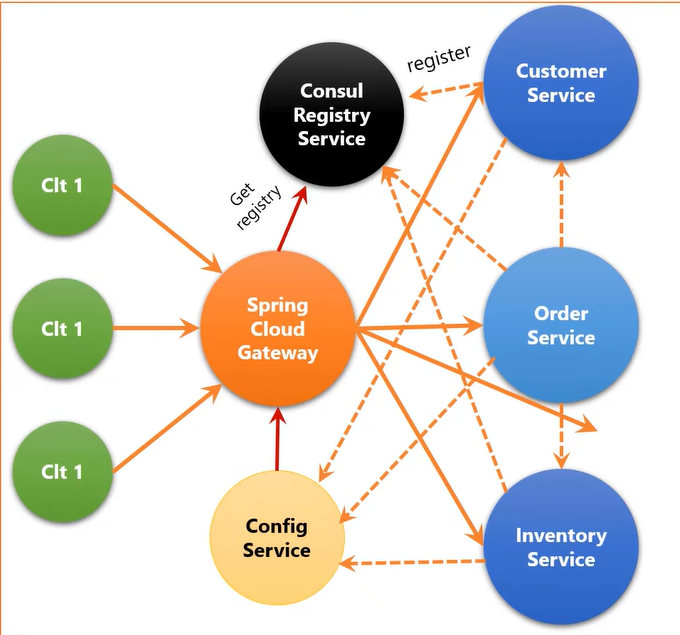 register
Customer
Service
Consul
Registry
Service
Clt 1
Get
registry
Spring
Cloud
Gateway
Clt 1
Order
Service
Clt 1
Config
Service
Inventory
Service